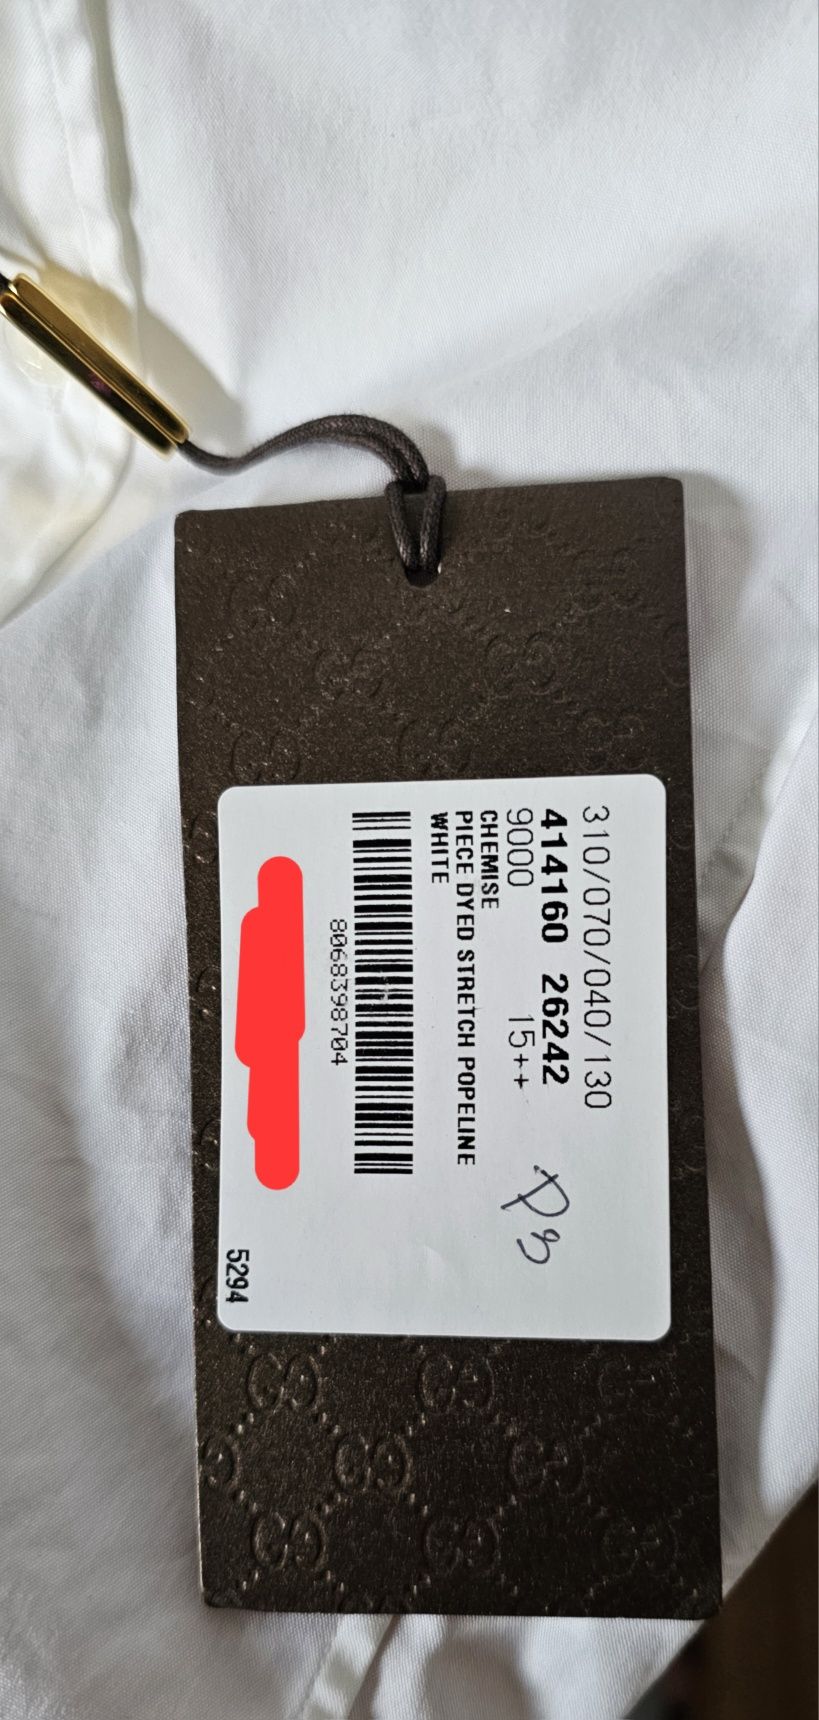 310/070/040/130
414160 26242
9000 15++
CHEMISE
PIECE DYED STRETCH POPELINE
WHITE
8068398704
5294